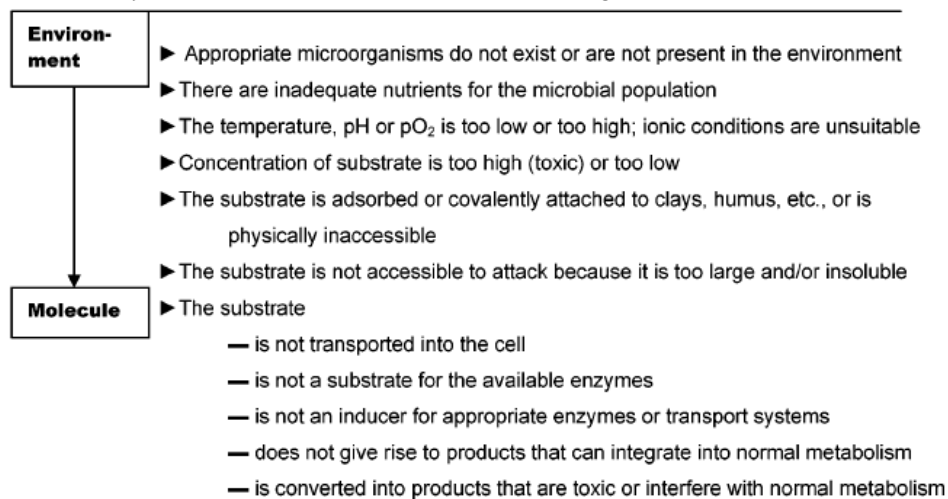 Environ-
ment
► Appropriate microorganisms do not exist or are not present in the environment
► There are inadequate nutrients for the microbial population
► The temperature, pH or pO₂ is too low or too high; ionic conditions are unsuitable
► Concentration of substrate is too high (toxic) or too low
► The substrate is adsorbed or covalently attached to clays, humus, etc., or is
physically inaccessible
► The substrate is not accessible to attack because it is too large and/or insoluble
Molecule
► The substrate
— is not transported into the cell
— is not a substrate for the available enzymes
— is not an inducer for appropriate enzymes or transport systems
— does not give rise to products that can integrate into normal metabolism
— is converted into products that are toxic or interfere with normal metabolism